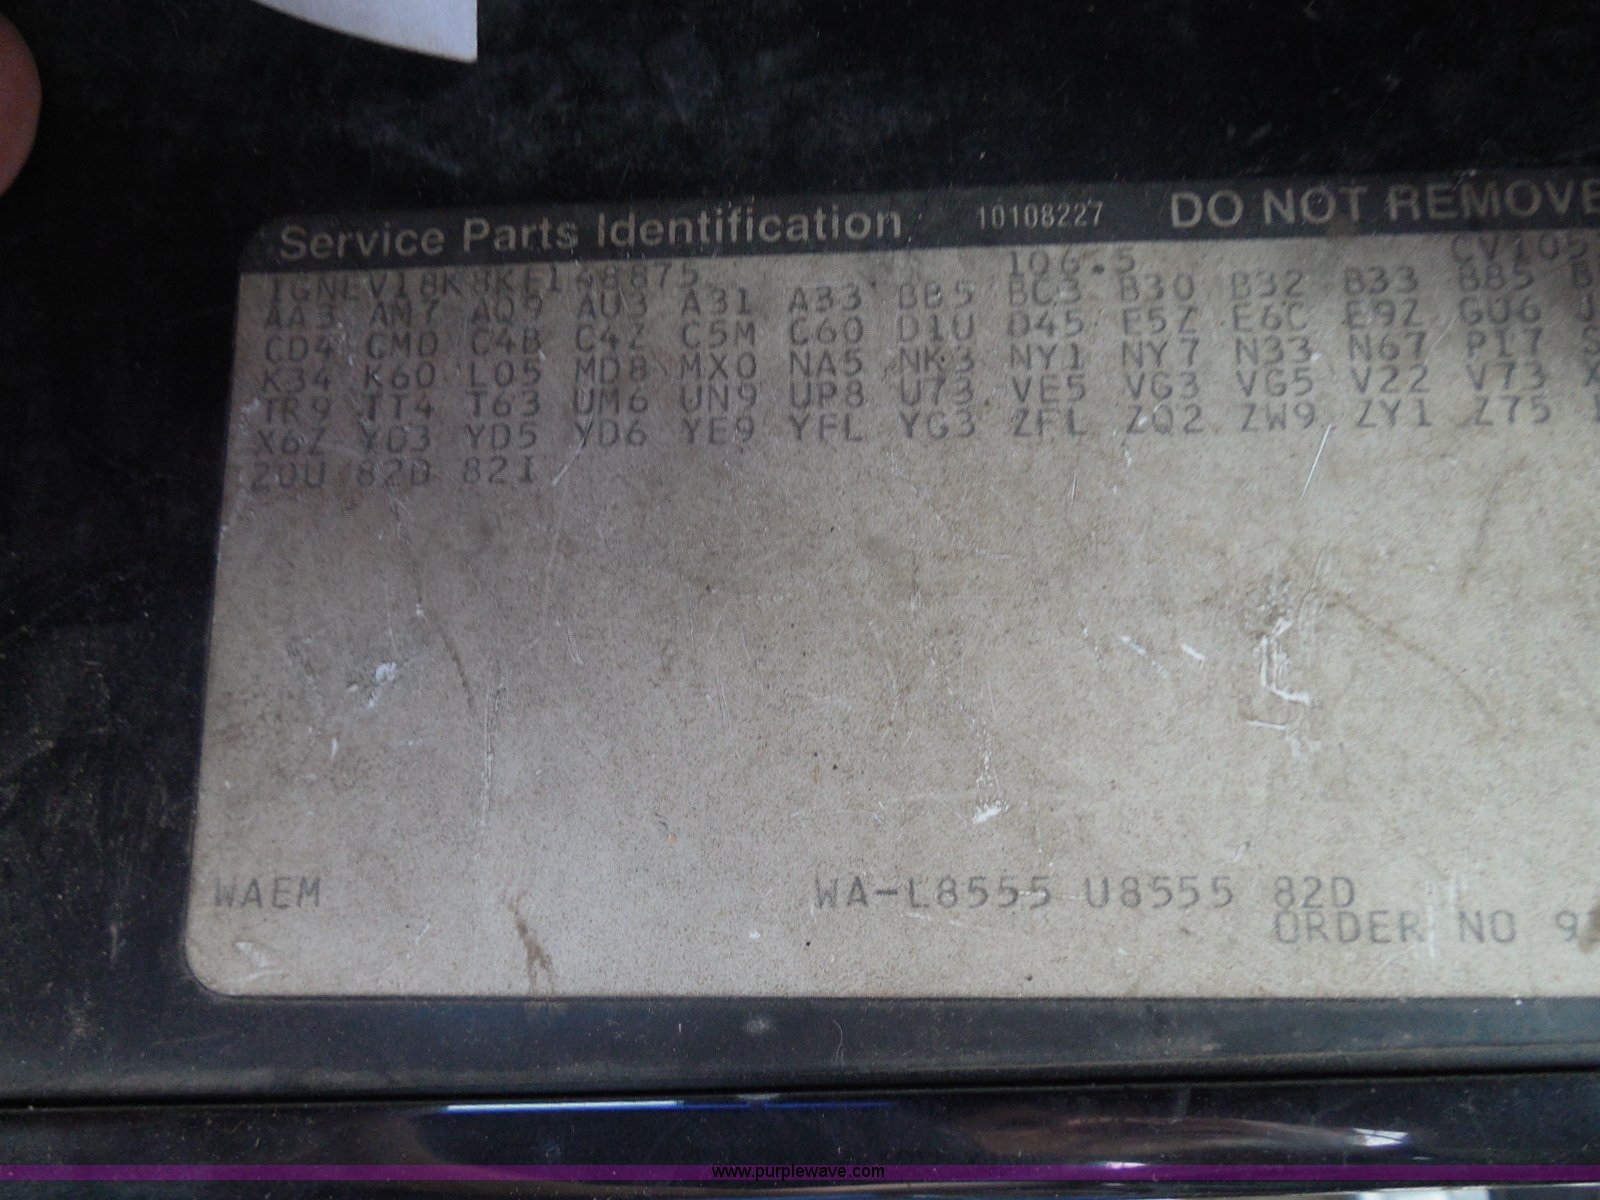 Service Parts Identification 10108227 DO NOT REMOVE
1GNEV18K8KF148875 106.5 CV105
AA3 AM7 AQ9 AU3 A31 A33 BB5 BC3 B30 B32 B33 B85
CD4 CM0 C4B C4Z C5M C60 D1U D45 E5Z E6C E9Z G06
K34 K60 L05 MD8 MX0 NA5 NK3 NY1 NY7 N33 N67 P17
TR9 TT4 T63 UM6 UN9 UP8 U73 VE5 VG3 VG5 V22 V73
X6Z YD3 YD5 YD6 YE9 YFL YG3 ZFL ZQ2 ZW9 ZY1 Z75
20U 82D 82I
WAEM WA-L8555 U8555 82D
ORDER NO
www.purplewave.com